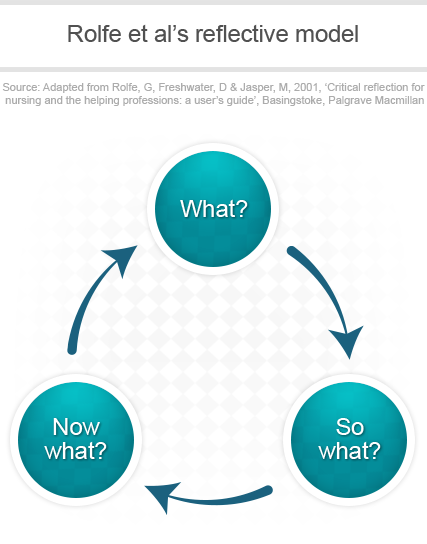 Rolfe et al’s reflective model
Source: Adapted from Rolfe, G, Freshwater, D & Jasper, M, 2001, ‘Critical reflection for
nursing and the helping professions: a user’s guide’, Basingstoke, Palgrave Macmillan
What?
Now
what?
So
what?